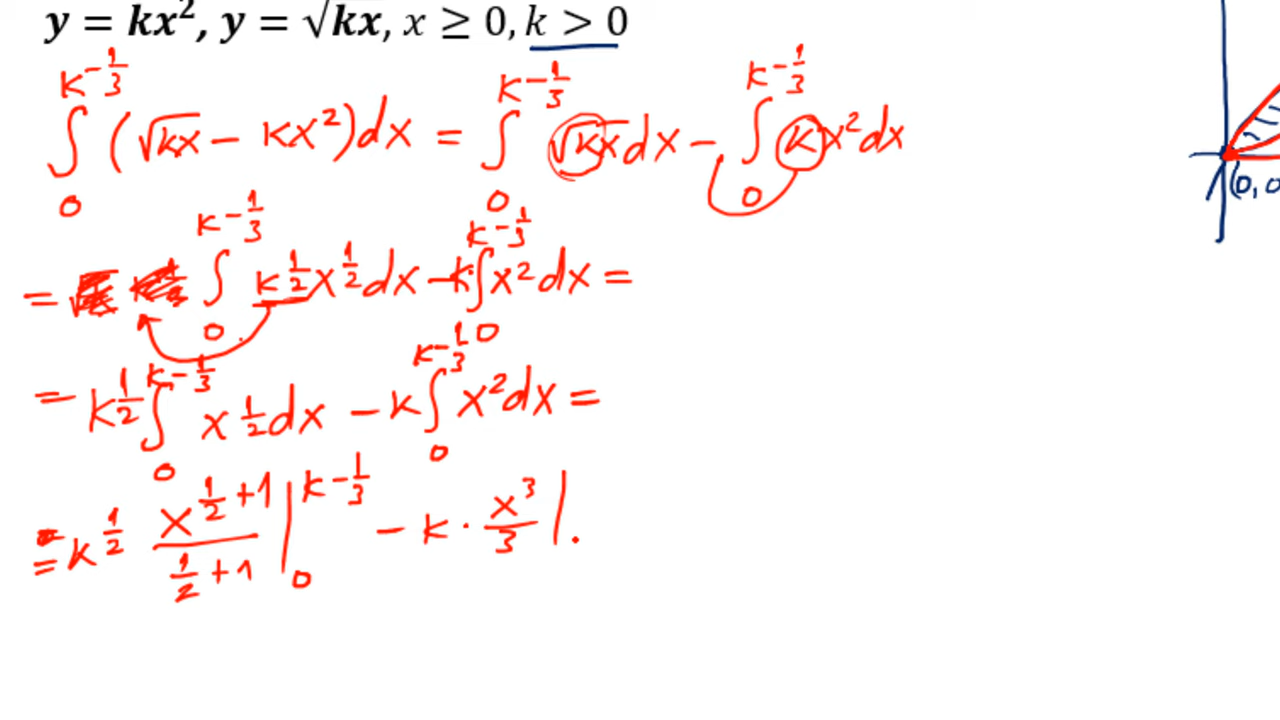 y = kx², y = √kx, x ≥ 0, k > 0
∫₀^(k^(-1/3)) (√kx - kx²)dx = ∫₀^(k^(-1/3)) √kx dx - ∫₀^(k^(-1/3)) kx²dx
= ∫₀^(k^(-1/3)) k^(1/2) x^(1/2) dx - k∫₀^(k^(-1/3)) x²dx =
= k^(1/2) ∫₀^(k^(-1/3)) x^(1/2) dx - k∫₀^(k^(-1/3)) x²dx =
= k^(1/2) x^(1/2+1)/(1/2+1) |₀^(k^(-1/3)) - k · x³/3 |
(0, 0